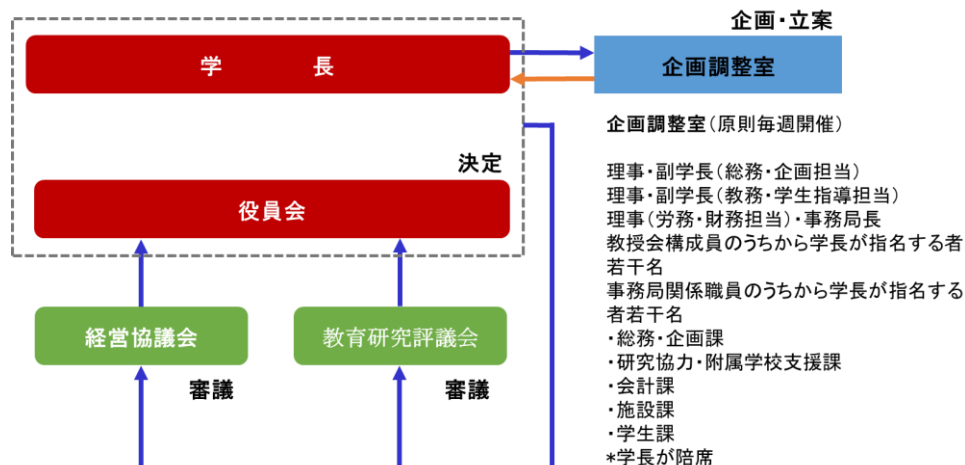 企画・立案
学　　　長
企画調整室
企画調整室(原則毎週開催)
決定
理事・副学長(総務・企画担当)
理事・副学長(教務・学生指導担当)
役員会
理事(労務・財務担当)・事務局長
教授会構成員のうちから学長が指名する者
若干名
事務局関係職員のうちから学長が指名する
者若干名
経営協議会
教育研究評議会
・総務・企画課
・研究協力・附属学校支援課
審議
審議
・会計課
・施設課
・学生課
*学長が陪席